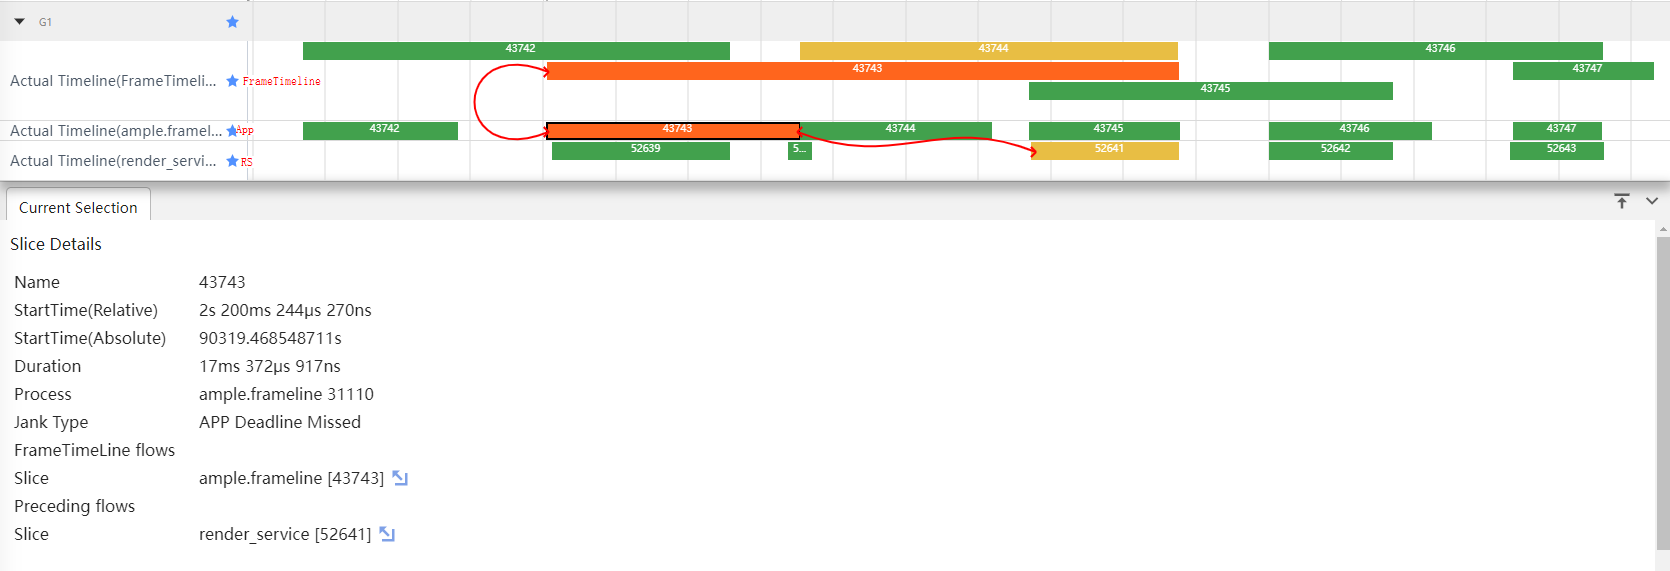 G1
43742 43744 43746
Actual Timeline(FrameTimeli... FrameTimeline 43743 43747
43745
Actual Timeline(ample.framel... App 43742 43743 43744 43745 43746 43747
Actual Timeline(render_servi... RS 52639 5... 52641 52642 52643
Current Selection
Slice Details
Name 43743
StartTime(Relative) 2s 200ms 244μs 270ns
StartTime(Absolute) 90319.468548711s
Duration 17ms 372μs 917ns
Process ample.frameline 31110
Jank Type APP Deadline Missed
FrameTimeLine flows
Slice ample.frameline [43743]
Preceding flows
Slice render_service [52641]